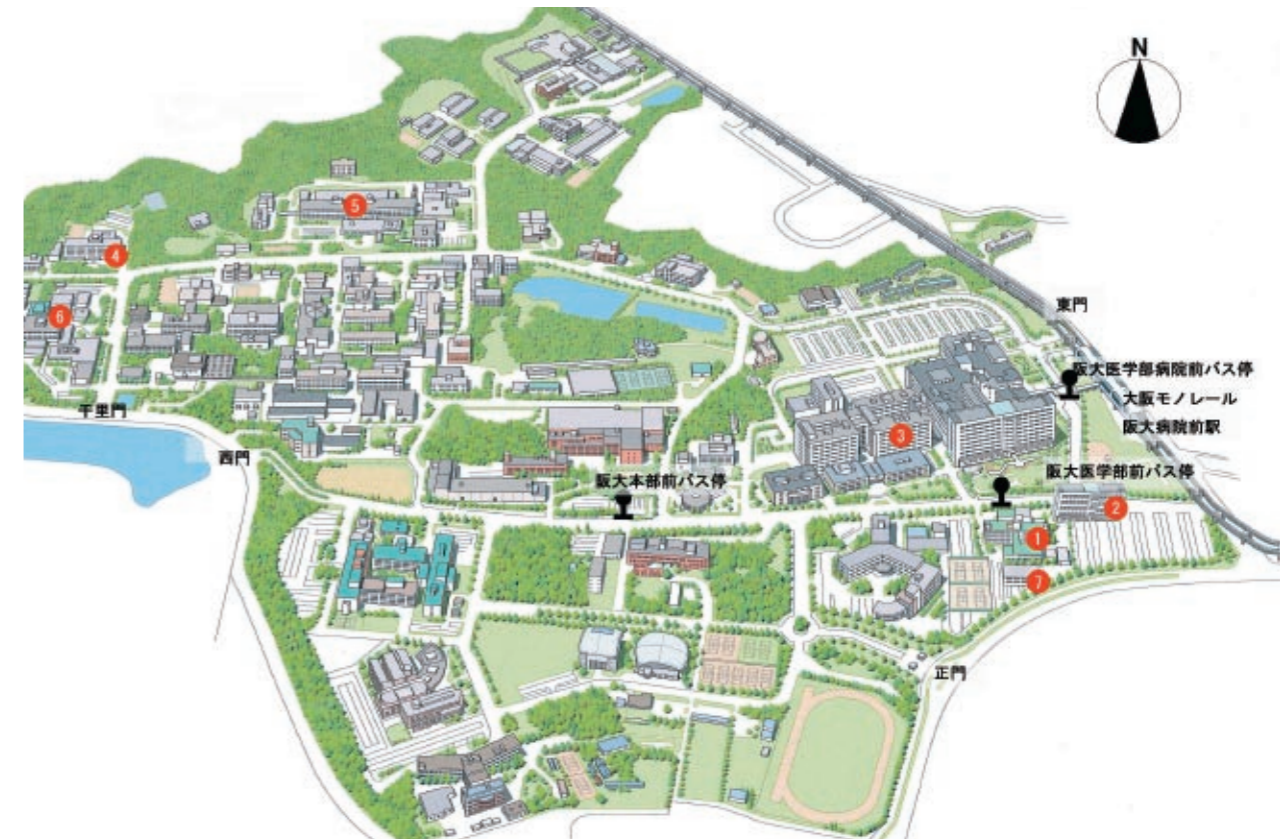 N
5
4
6
東門
阪大医学部病院前バス停
大阪モノレール
千里門
阪大病院前駅
3
西門
阪大医学部前バス停
阪大本部前バス停
2
1
7
正門